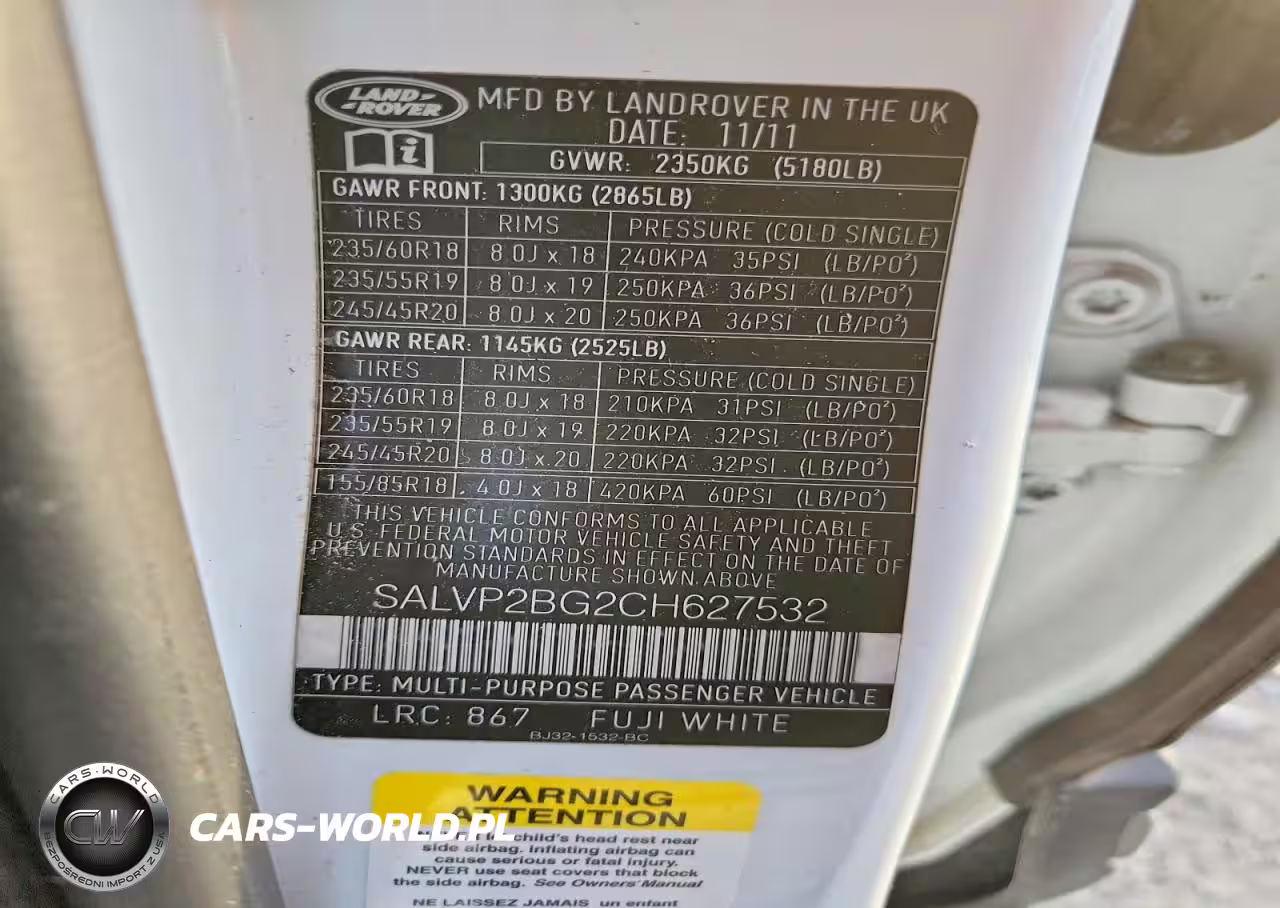 LAND ROVER
MFD BY LANDROVER IN THE UK
DATE: 11/11
GVWR: 2350KG (5180LB)
GAWR FRONT: 1300KG (2865LB)
TIRES RIMS PRESSURE (COLD SINGLE)
235/60R18 8.0J x 18 240KPA 35PSI (LB/PO²)
235/55R19 8.0J x 19 250KPA 36PSI (LB/PO²)
245/45R20 8.0J x 20 250KPA 36PSI (LB/PO²)
GAWR REAR: 1145KG (2525LB)
TIRES RIMS PRESSURE (COLD SINGLE)
235/60R18 8.0J x 18 210KPA 31PSI (LB/PO²)
235/55R19 8.0J x 19 220KPA 32PSI (LB/PO²)
245/45R20 8.0J x 20 220KPA 32PSI (LB/PO²)
155/85R18 4.0J x 18 420KPA 60PSI (LB/PO²)
THIS VEHICLE CONFORMS TO ALL APPLICABLE
U.S. FEDERAL MOTOR VEHICLE SAFETY AND THEFT
PREVENTION STANDARDS IN EFFECT ON THE DATE OF
MANUFACTURE SHOWN ABOVE
SALVP2BG2CH627532
TYPE: MULTI-PURPOSE PASSENGER VEHICLE
LRC: 867 FUJI WHITE
BJ32-1532-BC
WARNING
ATTENTION
child's head rest near
side airbag. Inflating airbag can
cause serious or fatal injury.
NEVER use seat covers that block
the side airbag. See Owners' Manual
NE LAISSEZ JAMAIS un enfant
CARS-WORLD
CW
BEZPOŚREDNI IMPORT Z USA
CARS-WORLD.PL